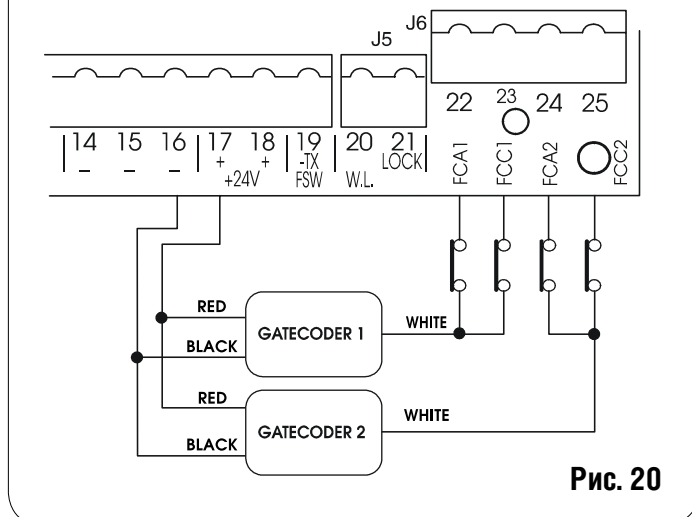 J6
J5
22 23 24 25
14 15 16 17 18 19 20 21
– – – + + -TX LOCK
+24V FSW W.L.
FCA1 FCC1 FCA2 FCC2
RED
GATECODER 1
WHITE
BLACK
RED
GATECODER 2
WHITE
BLACK
Рис. 20